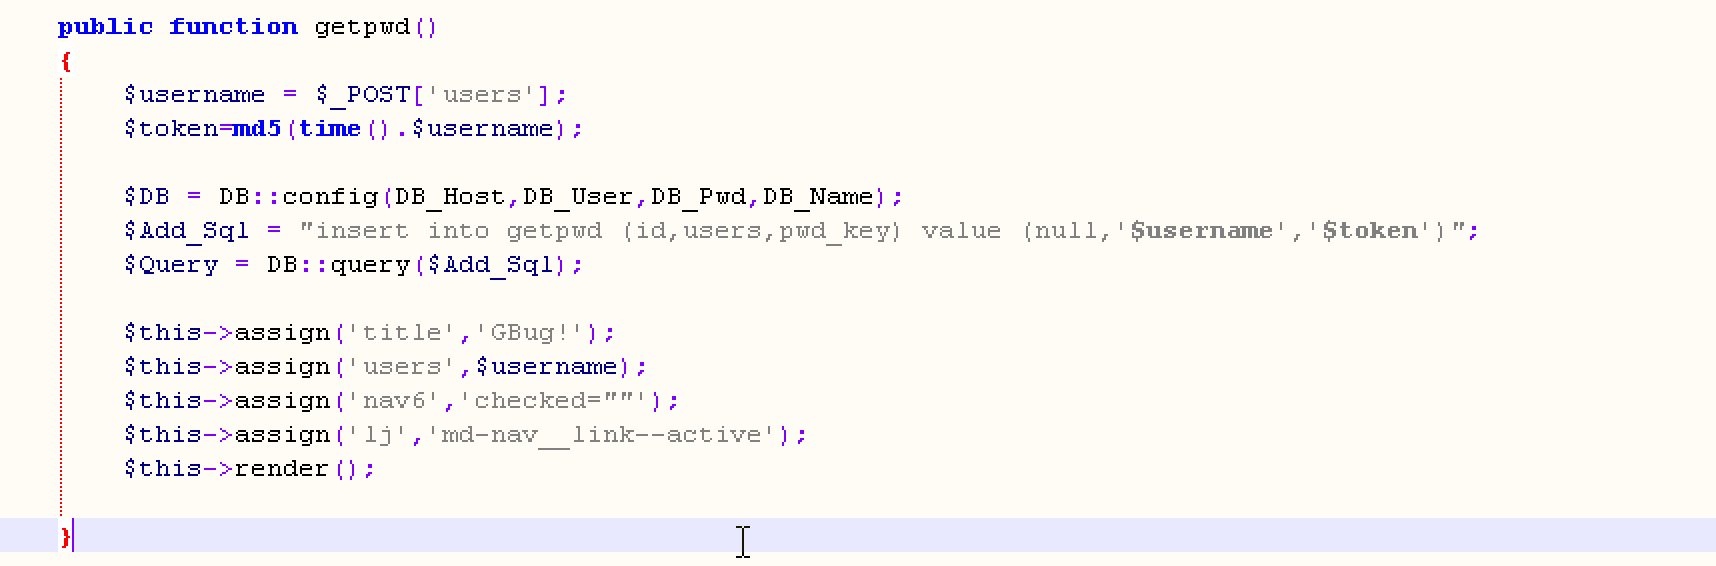 public function getpwd()
{
$username = $_POST['users'];
$token=md5(time().$username);
$DB = DB::config(DB_Host,DB_User,DB_Pwd,DB_Name);
$Add_Sql = "insert into getpwd (id,users,pwd_key) value (null,'$username','$token')";
$Query = DB::query($Add_Sql);
$this->assign('title','GBug!');
$this->assign('users',$username);
$this->assign('nav6','checked=""');
$this->assign('lj','md-nav__link--active');
$this->render();
}